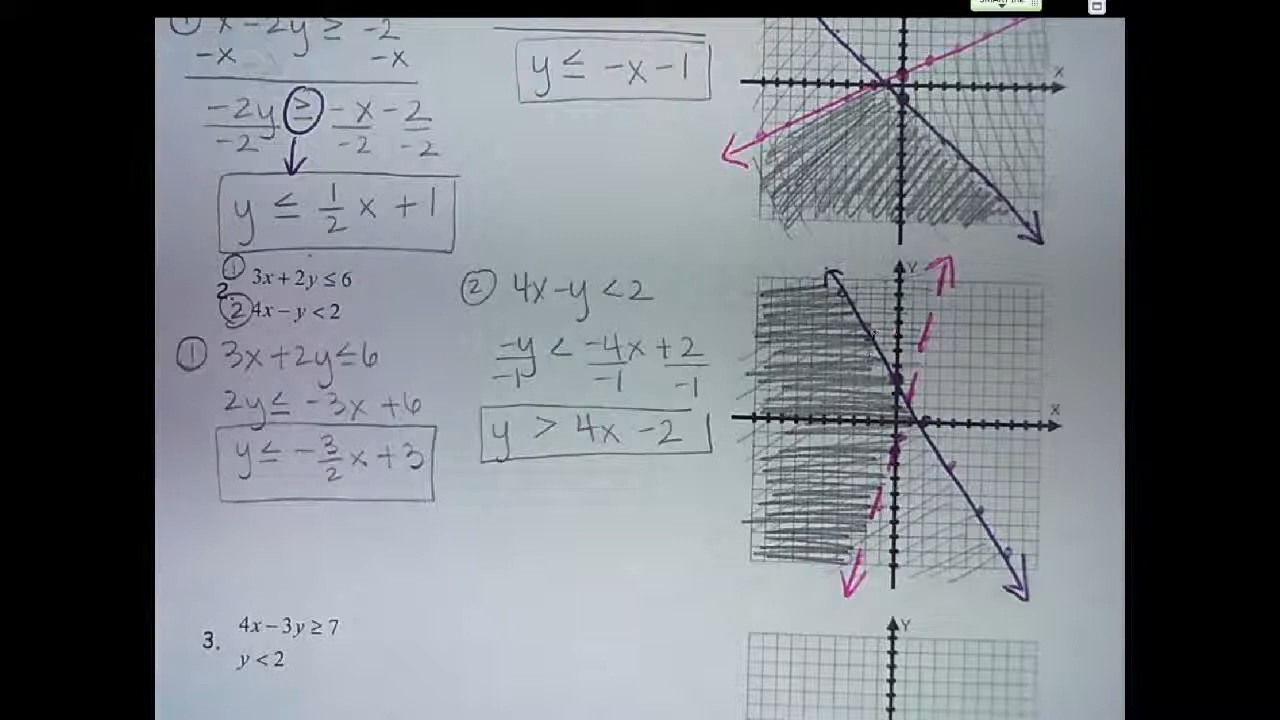 ① x - 2y ≥ -2
-x -x
-2y ≥ -x - 2
-2 -2 -2
y ≤ 1/2 x + 1
y ≤ -x - 1
x
2
① 3x + 2y ≤ 6
② 4x - y < 2
① 3x + 2y ≤ 6
2y ≤ -3x + 6
y ≤ -3/2 x + 3
② 4x - y < 2
-y < -4x + 2
-1 -1 -1
y > 4x - 2
Y
X
3. 4x - 3y ≥ 7
y < 2
Y